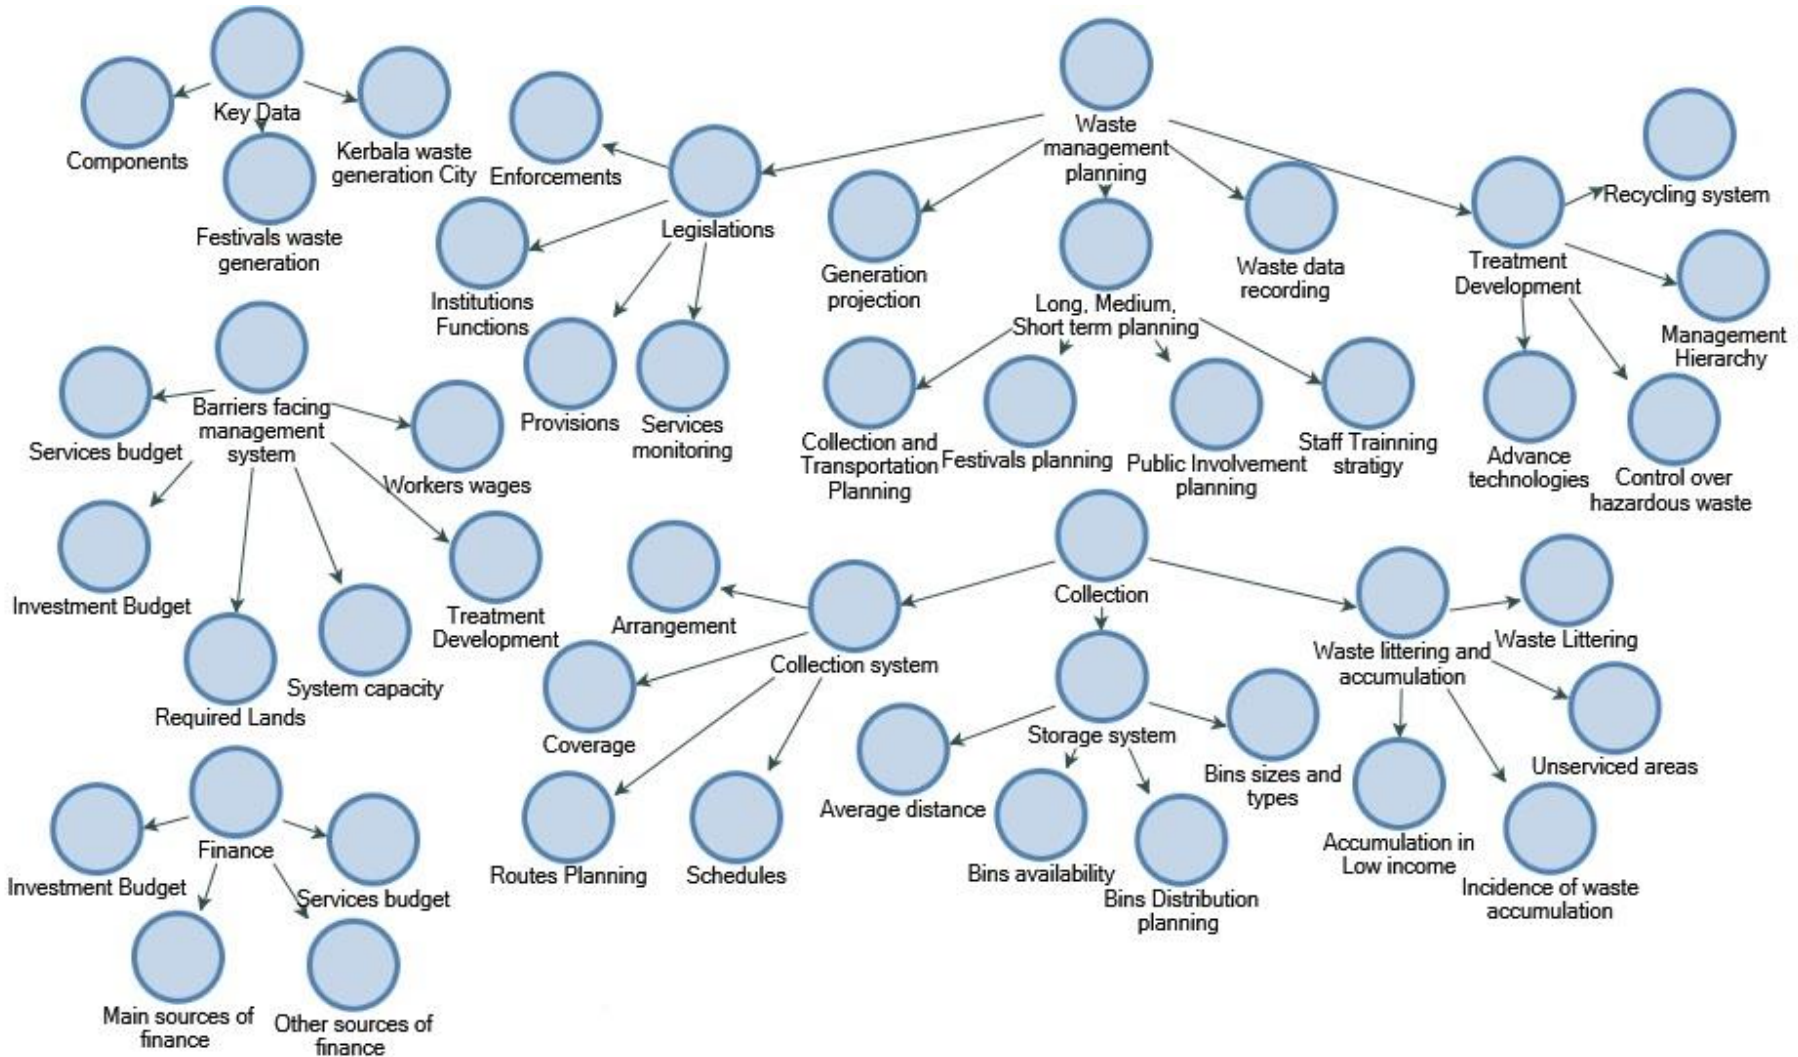 Key Data
Components
Kerbala waste
generation City
Festivals waste
generation
Waste
management
planning
Enforcements
Legislations
Institutions
Functions
Provisions
Services
monitoring
Generation
projection
Long, Medium,
Short term planning
Waste data
recording
Treatment
Development
Recycling system
Management
Hierarchy
Advance
technologies
Control over
hazardous waste
Collection and
Transportation
Planning
Festivals planning
Public Involvement
planning
Staff Trainning
stratigy
Barriers facing
management
system
Services budget
Workers wages
Investment Budget
Required Lands
System capacity
Treatment
Development
Collection
Arrangement
Collection system
Coverage
Routes Planning
Schedules
Storage system
Average distance
Bins availability
Bins Distribution
planning
Bins sizes and
types
Waste littering and
accumulation
Waste Littering
Unserviced areas
Accumulation in
Low income
Incidence of waste
accumulation
Finance
Investment Budget
Services budget
Main sources of
finance
Other sources of
finance